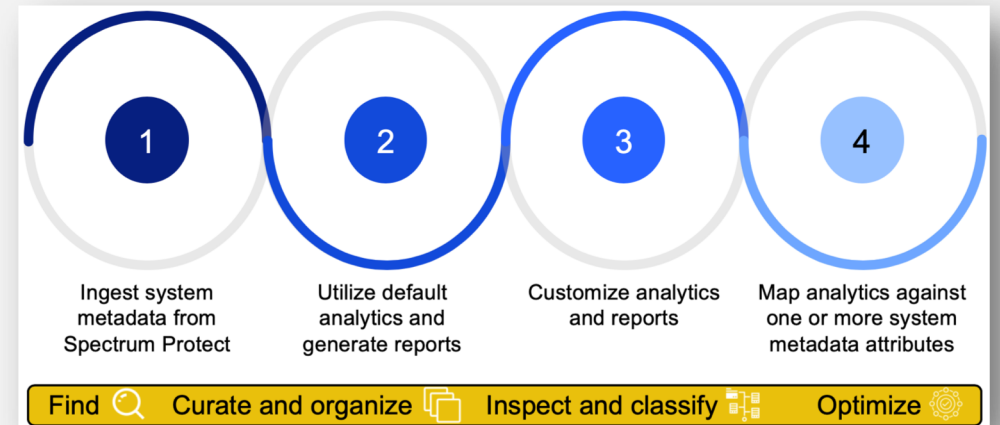 1
2
3
4
Ingest system
metadata from
Spectrum Protect
Utilize default
analytics and
generate reports
Customize analytics
and reports
Map analytics against
one or more system
metadata attributes
Find Curate and organize Inspect and classify Optimize